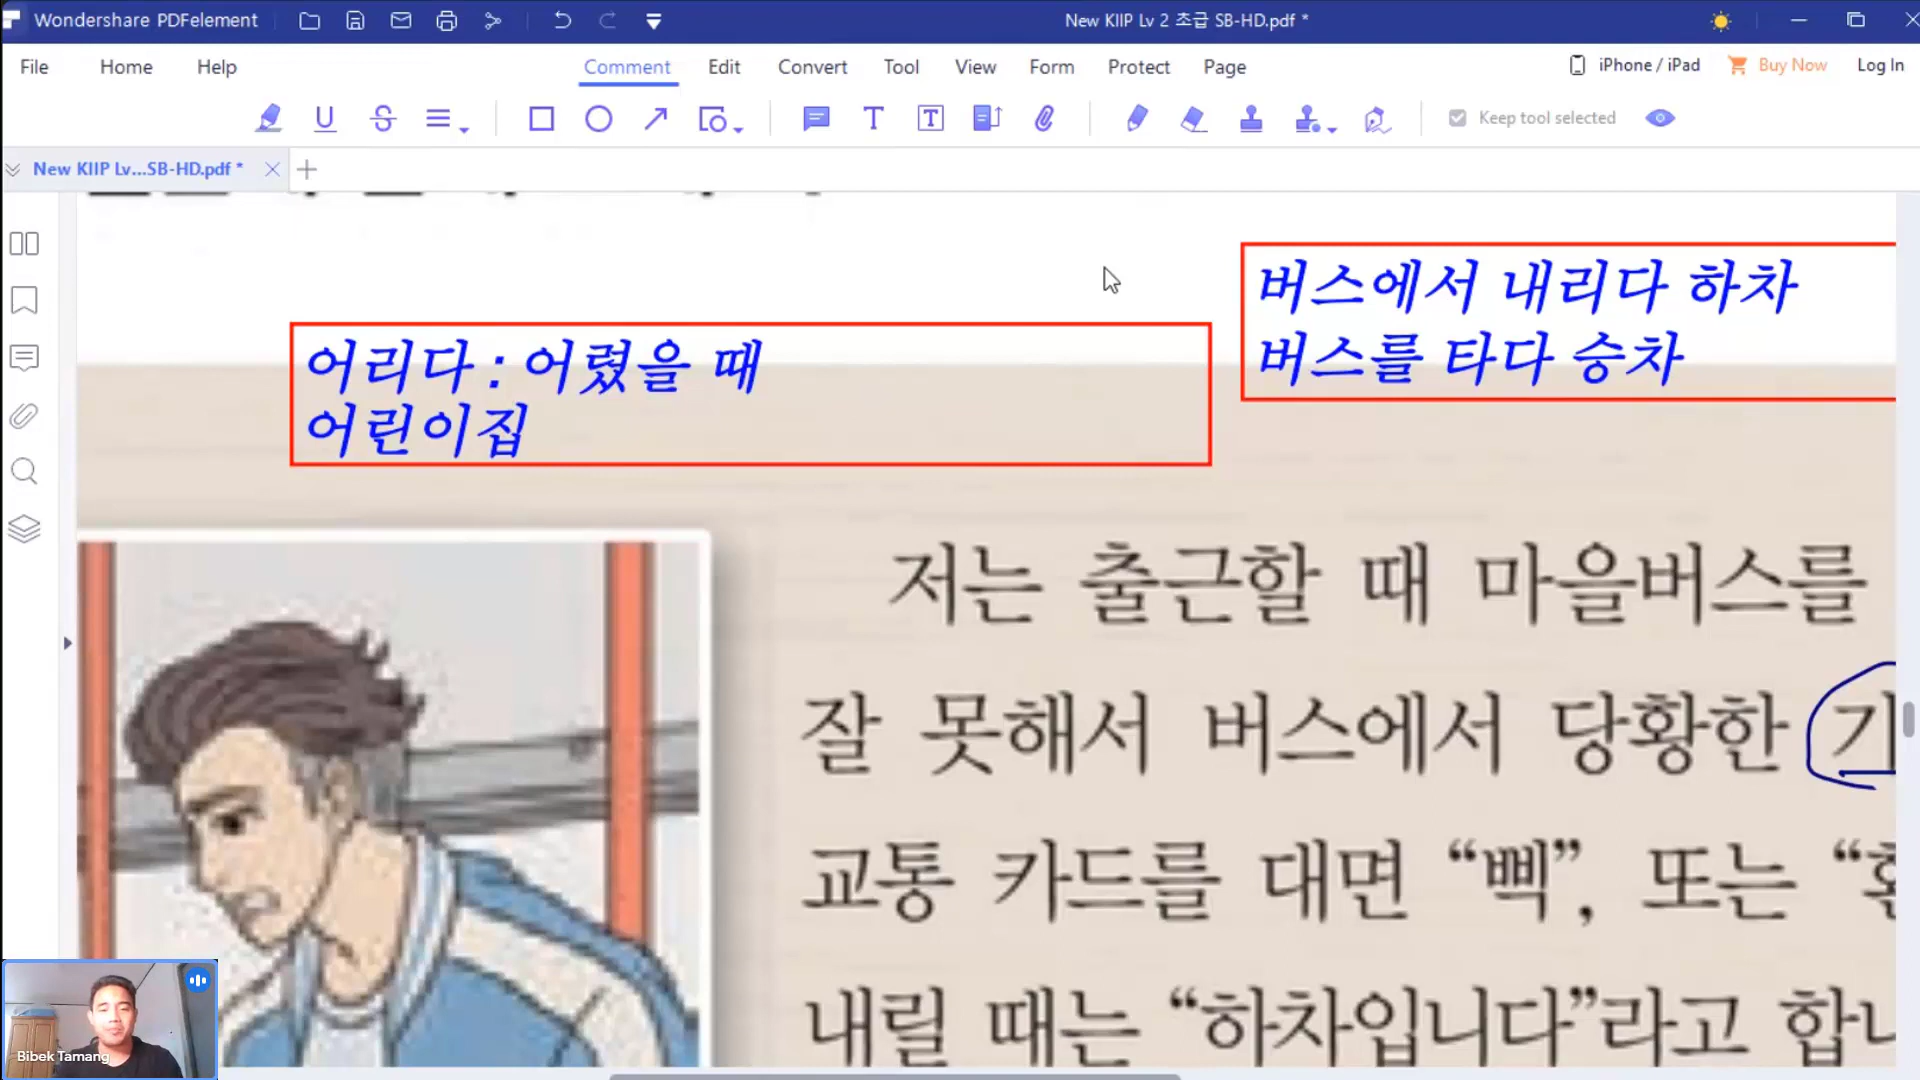 Wondershare PDFelement
New KIIP Lv 2 초급 SB-HD.pdf *
File Home Help Comment Edit Convert Tool View Form Protect Page iPhone / iPad Buy Now Log In
Keep tool selected
New KIIP Lv...SB-HD.pdf *
버스에서 내리다 하차
버스를 타다 승차
어리다 : 어렸을 때
어린이집
저는 출근할 때 마을버스를
잘 못해서 버스에서 당황한
교통 카드를 대면 “삑”, 또는 “
내릴 때는 “하차입니다”라고
Bibek Tamang